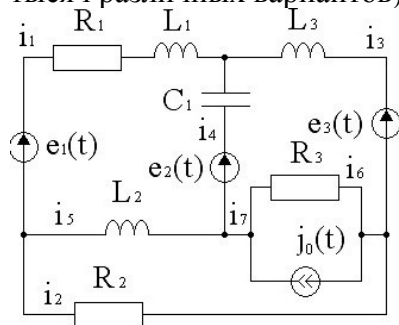 различных вариантов)
i₁ R₁ L₁ L₃ i₃
C₁
i₄ e₃(t)
e₁(t) e₂(t) R₃
i₅ L₂ i₇ i₆
j₀(t)
i₂ R₂